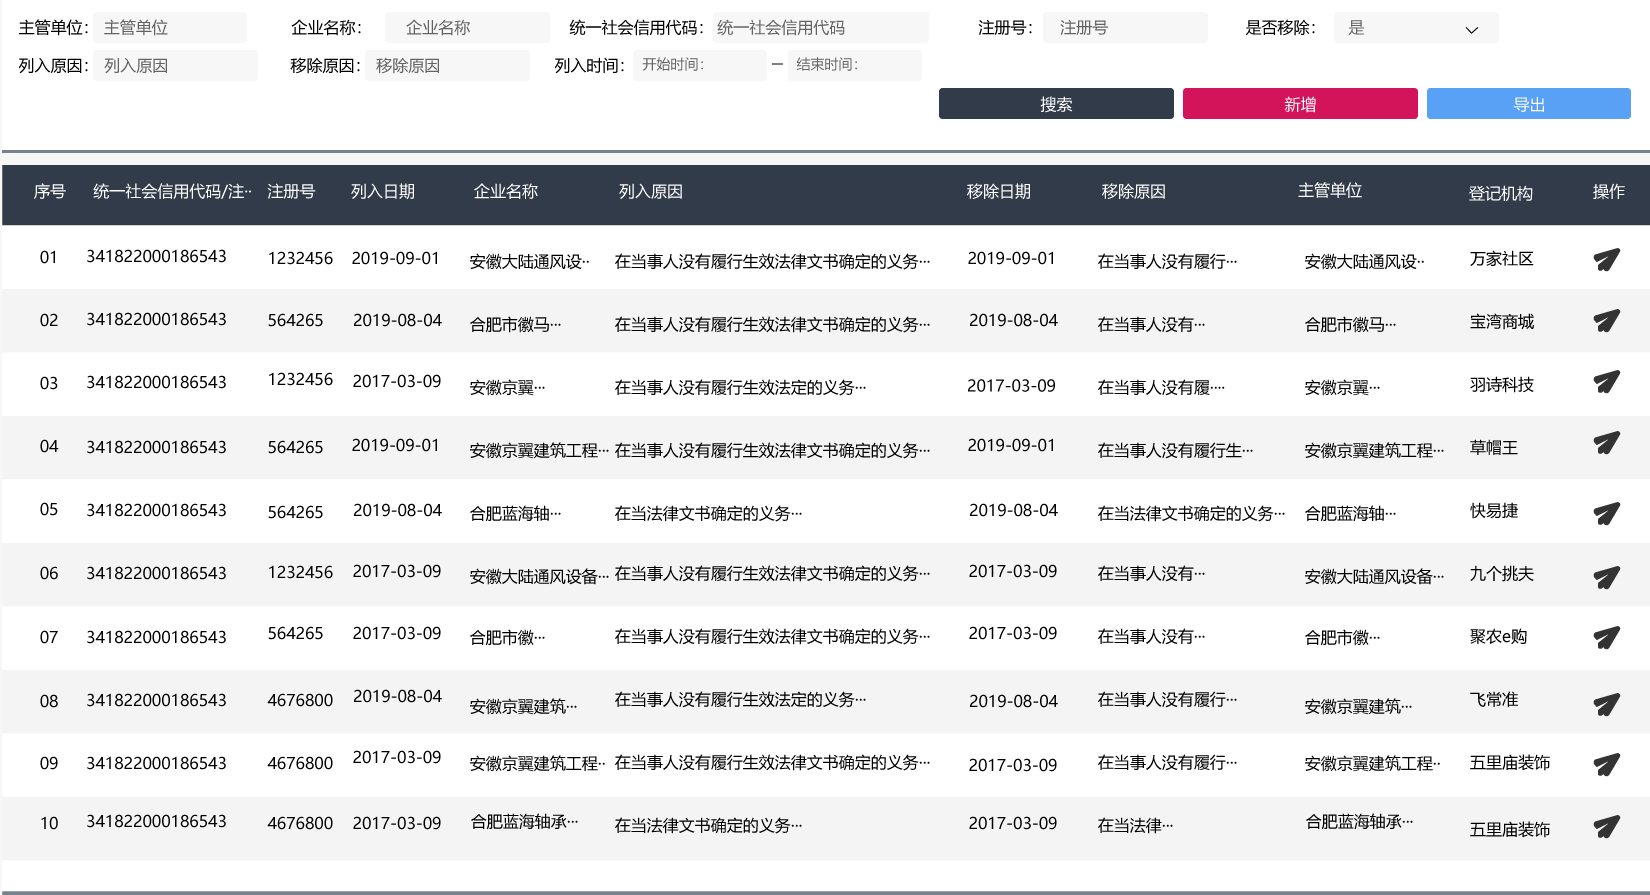 主管单位： 主管单位 企业名称： 企业名称 统一社会信用代码： 统一社会信用代码 注册号： 注册号 是否移除： 是
列入原因： 列入原因 移除原因： 移除原因 列入时间： 开始时间： — 结束时间：
搜索 新增 导出
序号 统一社会信用代码/注·· 注册号 列入日期 企业名称 列入原因 移除日期 移除原因 主管单位 登记机构 操作
01 341822000186543 1232456 2019-09-01 安徽大陆通风设·· 在当事人没有履行生效法律文书确定的义务··· 2019-09-01 在当事人没有履行··· 安徽大陆通风设·· 万家社区
02 341822000186543 564265 2019-08-04 合肥市徽马··· 在当事人没有履行生效法律文书确定的义务··· 2019-08-04 在当事人没有··· 合肥市徽马··· 宝湾商城
03 341822000186543 1232456 2017-03-09 安徽京翼··· 在当事人没有履行生效法定的义务··· 2017-03-09 在当事人没有履···· 安徽京翼··· 羽诗科技
04 341822000186543 564265 2019-09-01 安徽京翼建筑工程··· 在当事人没有履行生效法律文书确定的义务··· 2019-09-01 在当事人没有履行生··· 安徽京翼建筑工程··· 草帽王
05 341822000186543 564265 2019-08-04 合肥蓝海轴··· 在当法律文书确定的义务··· 2019-08-04 在当法律文书确定的义务··· 合肥蓝海轴··· 快易捷
06 341822000186543 1232456 2017-03-09 安徽大陆通风设备··· 在当事人没有履行生效法律文书确定的义务··· 2017-03-09 在当事人没有··· 安徽大陆通风设备··· 九个挑夫
07 341822000186543 564265 2017-03-09 合肥市徽··· 在当事人没有履行生效法律文书确定的义务··· 2017-03-09 在当事人没有··· 合肥市徽··· 聚农e购
08 341822000186543 4676800 2019-08-04 安徽京翼建筑··· 在当事人没有履行生效法定的义务··· 2019-08-04 在当事人没有履行··· 安徽京翼建筑··· 飞常准
09 341822000186543 4676800 2017-03-09 安徽京翼建筑工程·· 在当事人没有履行生效法律文书确定的义务··· 2017-03-09 在当事人没有履行··· 安徽京翼建筑工程·· 五里庙装饰
10 341822000186543 4676800 2017-03-09 合肥蓝海轴承··· 在当法律文书确定的义务··· 2017-03-09 在当法律··· 合肥蓝海轴承··· 五里庙装饰